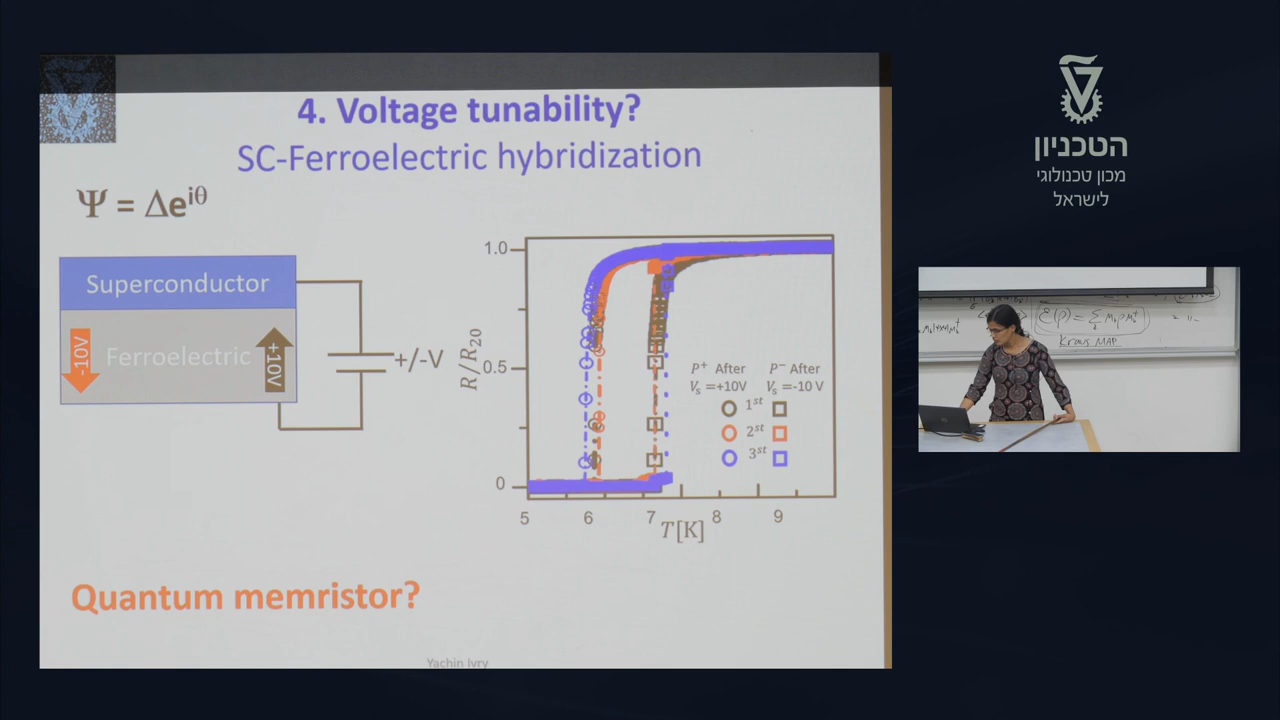 4. Voltage tunability?
SC-Ferroelectric hybridization
Ψ = Δe^iθ
Superconductor
Ferroelectric
-10V
+10V
+/-V
R/R₂₀
1.0
0.5
0
5 6 7 8 9
T[K]
P⁺ After P⁻ After
Vₛ =+10V Vₛ =-10 V
1ˢᵗ
2ˢᵗ
3ˢᵗ
Quantum memristor?
Yachin Ivry
הטכניון
מכון טכנולוגי
לישראל
Kraus MAP